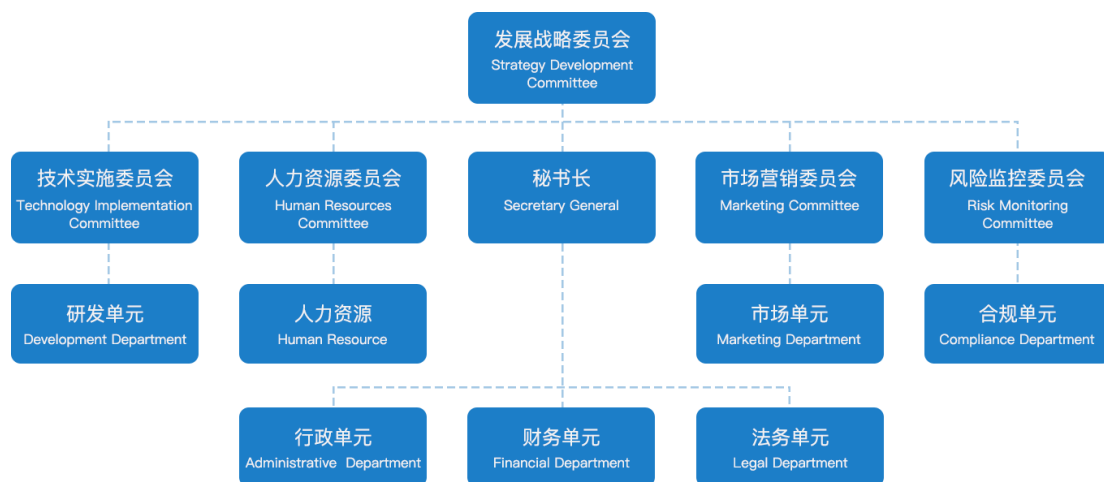 发展战略委员会
Strategy Development
Committee
技术实施委员会
Technology Implementation
Committee
人力资源委员会
Human Resources
Committee
秘书长
Secretary General
市场营销委员会
Marketing Committee
风险监控委员会
Risk Monitoring
Committee
研发单元
Development Department
人力资源
Human Resource
市场单元
Marketing Department
合规单元
Compliance Department
行政单元
Administrative Department
财务单元
Financial Department
法务单元
Legal Department